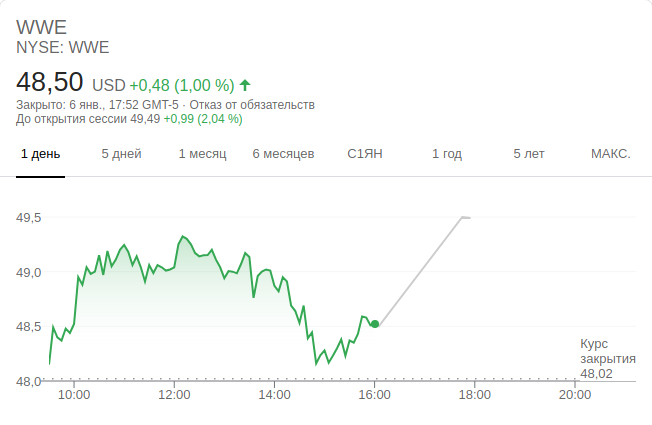 WWE
NYSE: WWE
48,50 USD +0,48 (1,00 %)
Закрыто: 6 янв., 17:52 GMT-5 · Отказ от обязательств
До открытия сессии 49,49 +0,99 (2,04 %)
1 день 5 дней 1 месяц 6 месяцев С1ЯН 1 год 5 лет МАКС.
49,5
49,0
48,5
Курс
закрытия
48,02
48,0
10:00 12:00 14:00 16:00 18:00 20:00